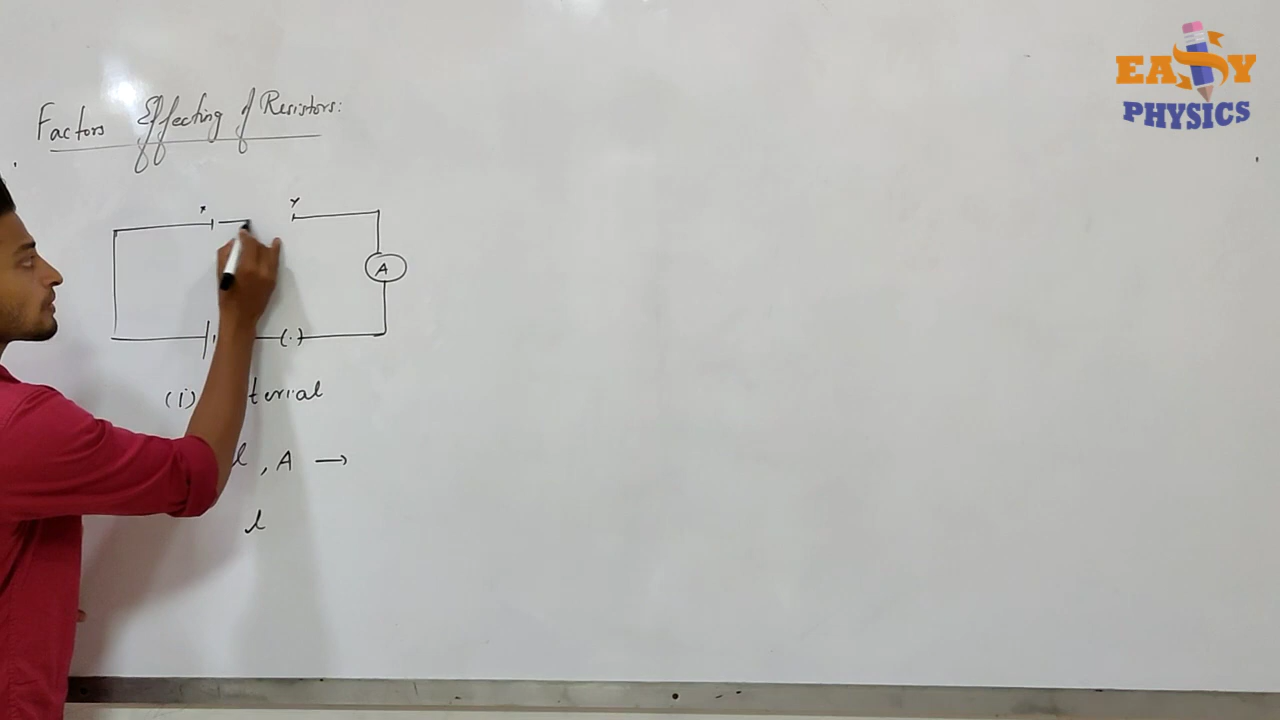 EASY
PHYSICS
Factors Effecting of Resistors:
x Y
A
(i) terial
l , A →
l